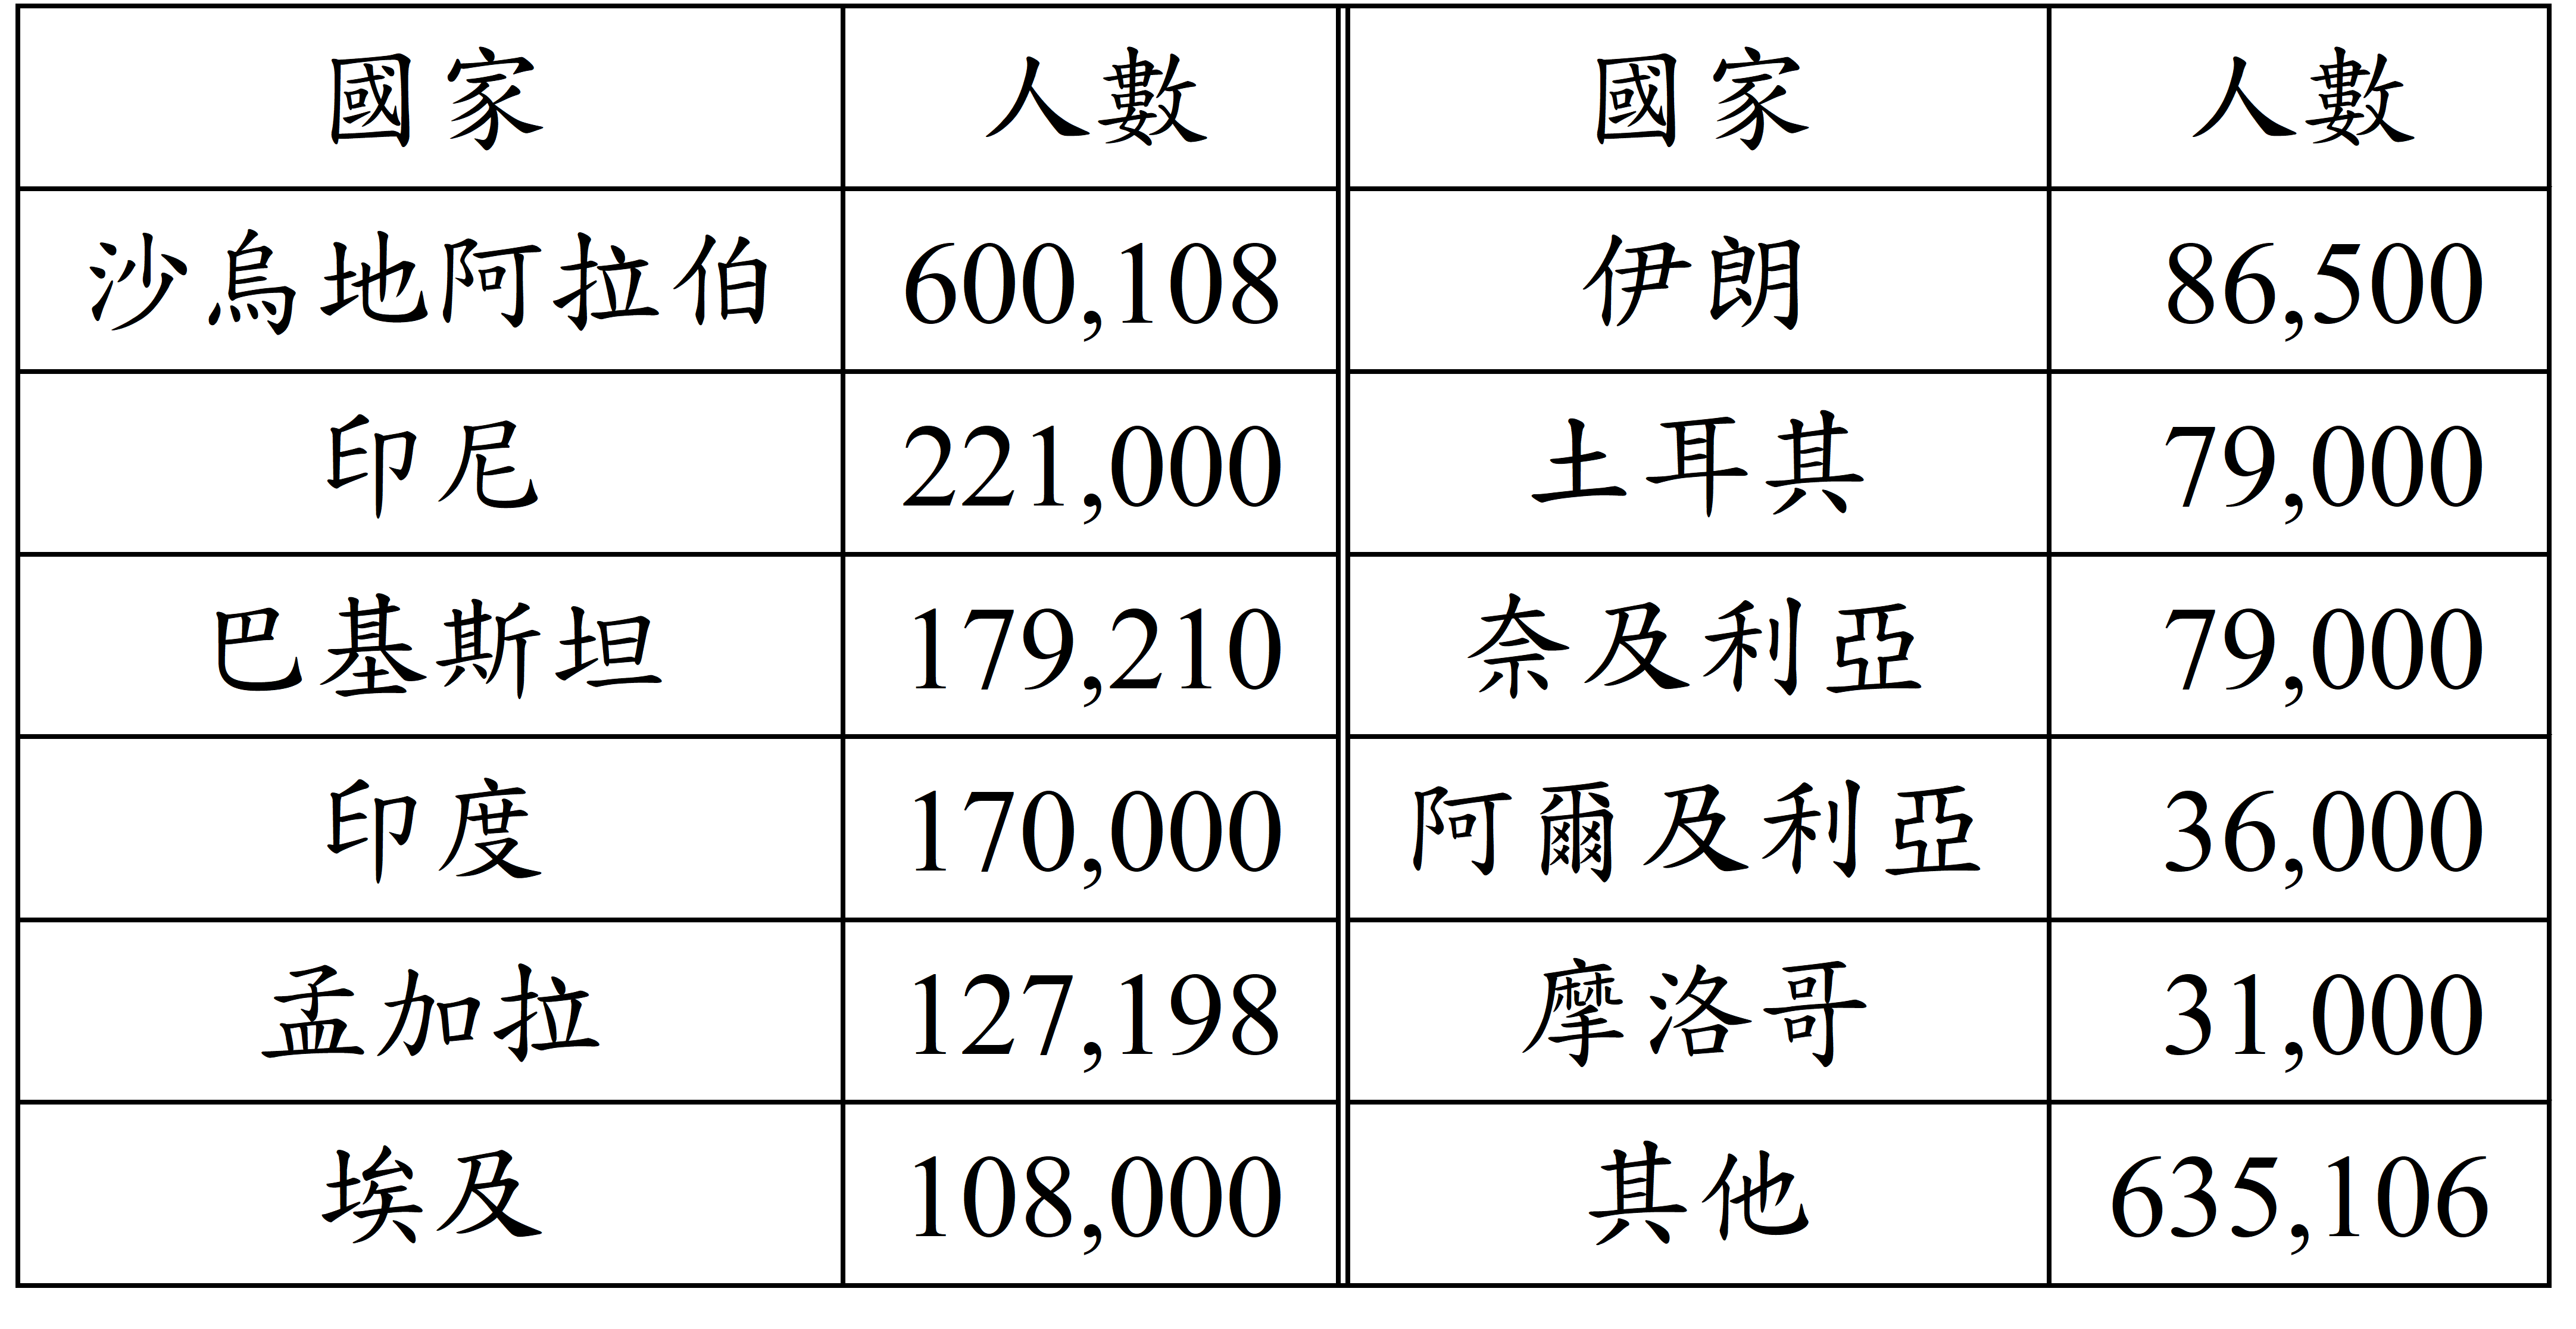 國家 人數 國家 人數
沙烏地阿拉伯 600,108 伊朗 86,500
印尼 221,000 土耳其 79,000
巴基斯坦 179,210 奈及利亞 79,000
印度 170,000 阿爾及利亞 36,000
孟加拉 127,198 摩洛哥 31,000
埃及 108,000 其他 635,106